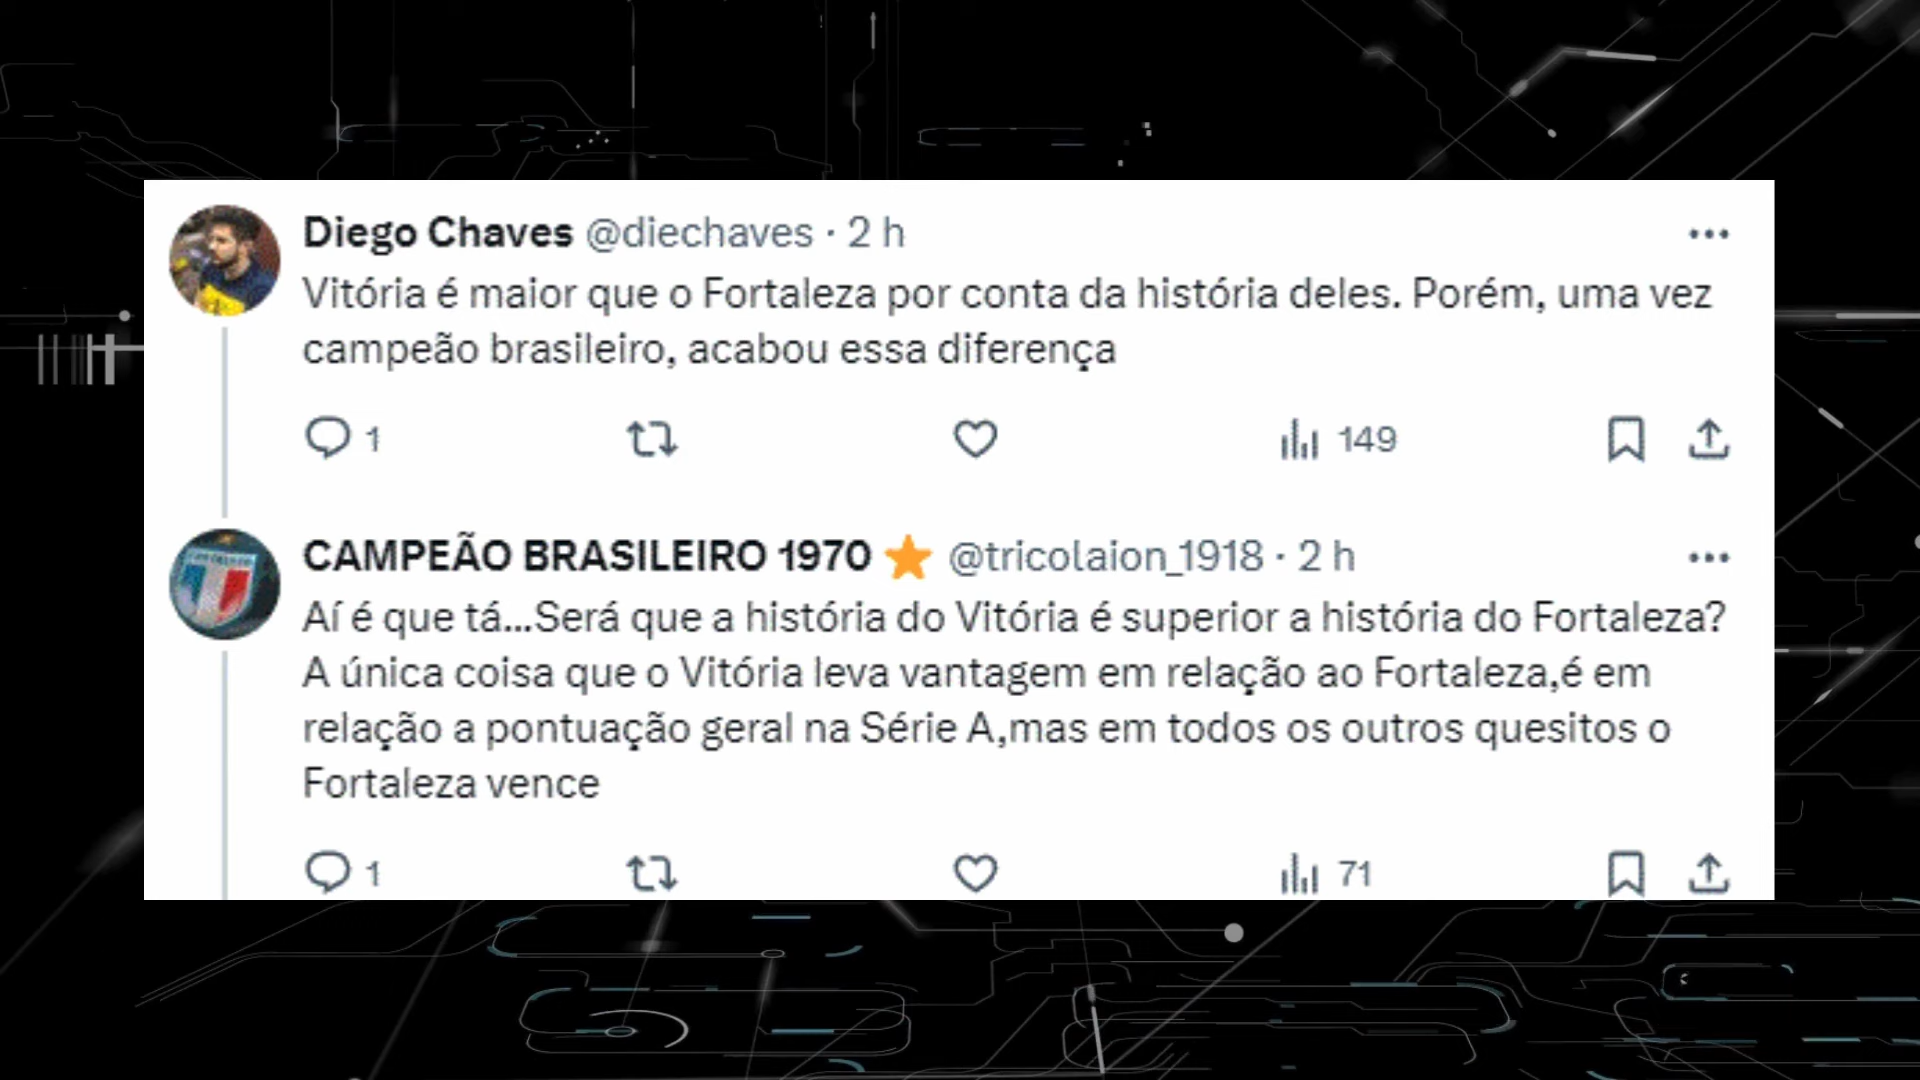 Diego Chaves @diechaves · 2 h
Vitória é maior que o Fortaleza por conta da história deles. Porém, uma vez
campeão brasileiro, acabou essa diferença
1 149
CAMPEÃO BRASILEIRO 1970 ⭐ @tricolaion_1918 · 2 h
Aí é que tá...Será que a história do Vitória é superior a história do Fortaleza?
A única coisa que o Vitória leva vantagem em relação ao Fortaleza,é em
relação a pontuação geral na Série A,mas em todos os outros quesitos o
Fortaleza vence
1 71